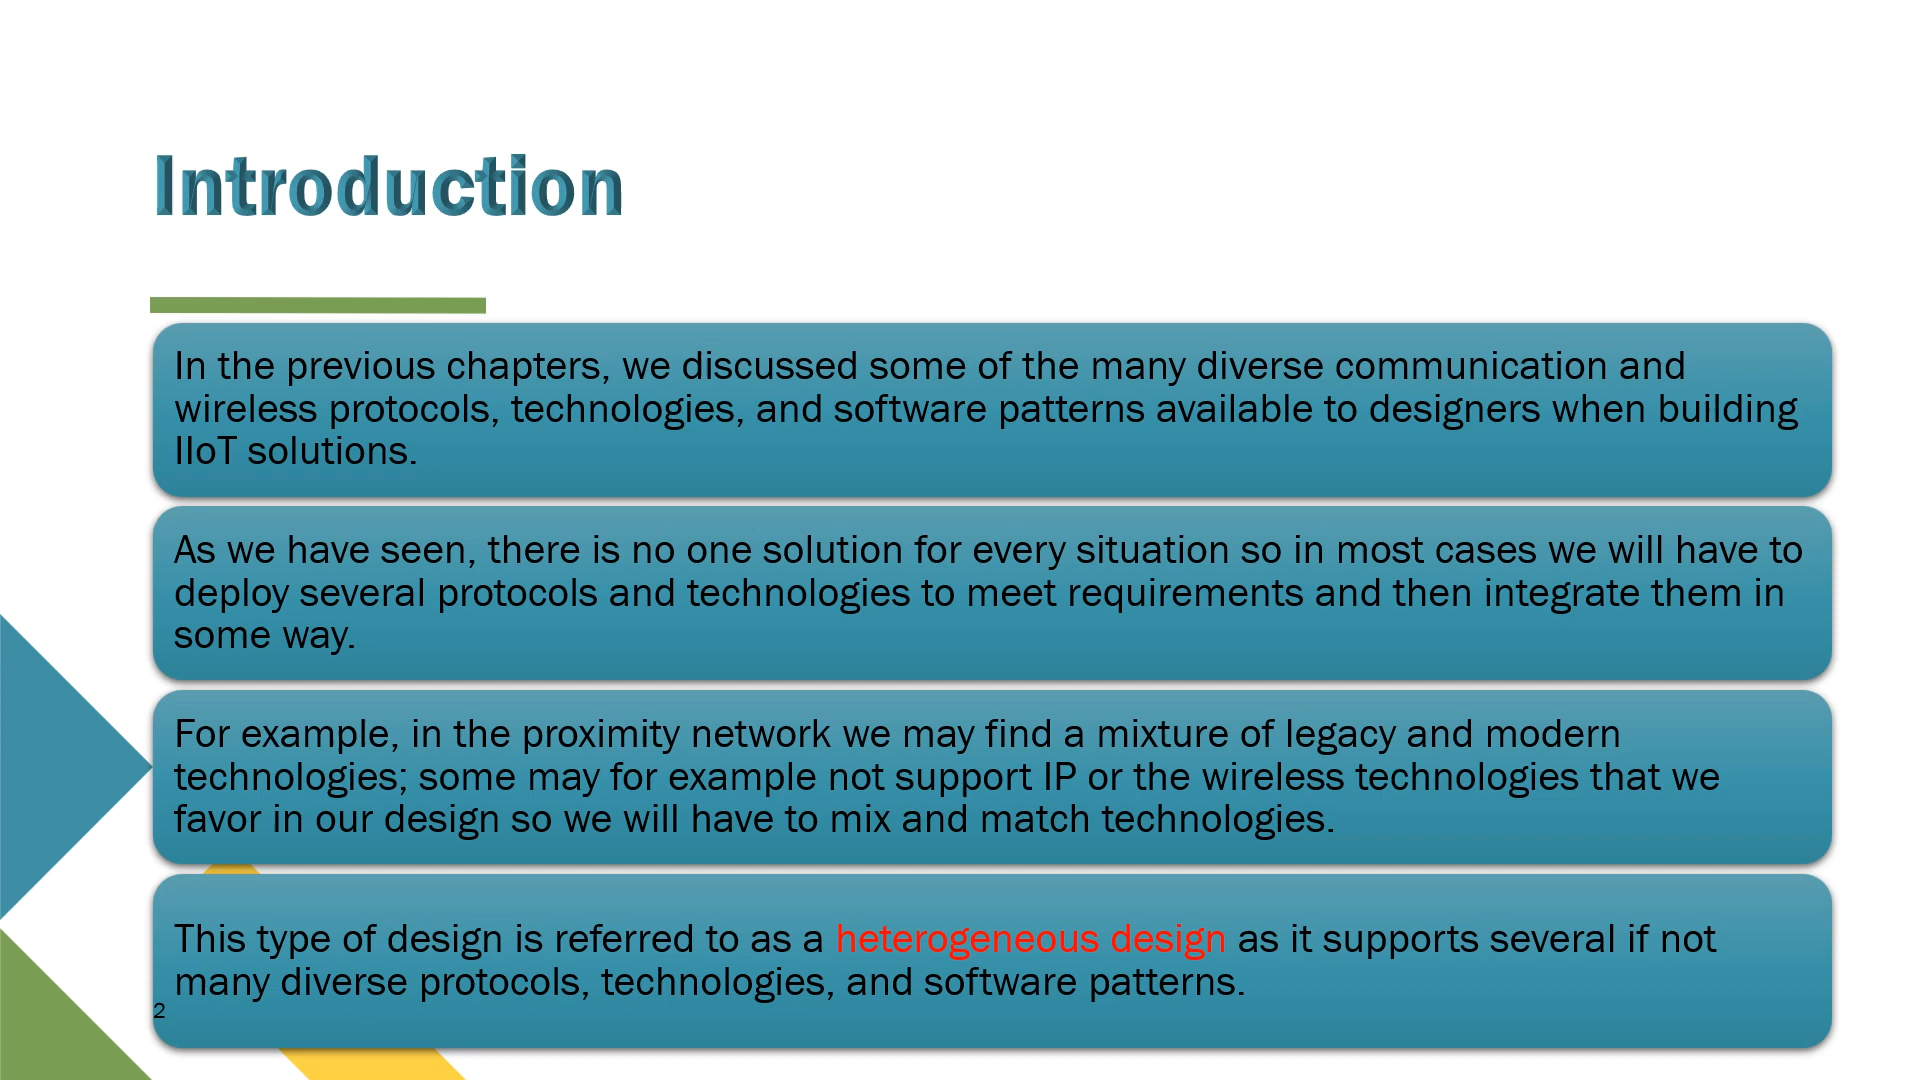 Introduction
In the previous chapters, we discussed some of the many diverse communication and
wireless protocols, technologies, and software patterns available to designers when building
IIoT solutions.
As we have seen, there is no one solution for every situation so in most cases we will have to
deploy several protocols and technologies to meet requirements and then integrate them in
some way.
For example, in the proximity network we may find a mixture of legacy and modern
technologies; some may for example not support IP or the wireless technologies that we
favor in our design so we will have to mix and match technologies.
This type of design is referred to as a heterogeneous design as it supports several if not
many diverse protocols, technologies, and software patterns.
2